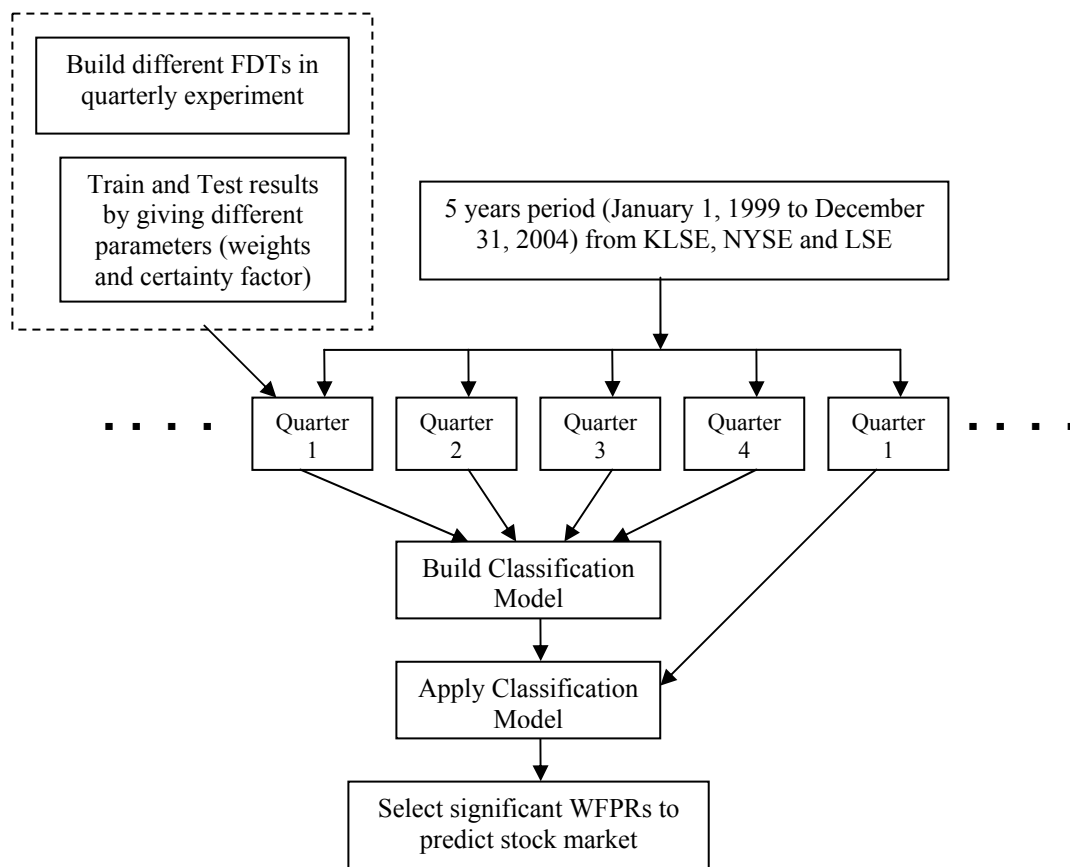 Build different FDTs in
quarterly experiment
Train and Test results
by giving different
parameters (weights
and certainty factor)
5 years period (January 1, 1999 to December
31, 2004) from KLSE, NYSE and LSE
Quarter
1
Quarter
2
Quarter
3
Quarter
4
Quarter
1
Build Classification
Model
Apply Classification
Model
Select significant WFPRs to
predict stock market